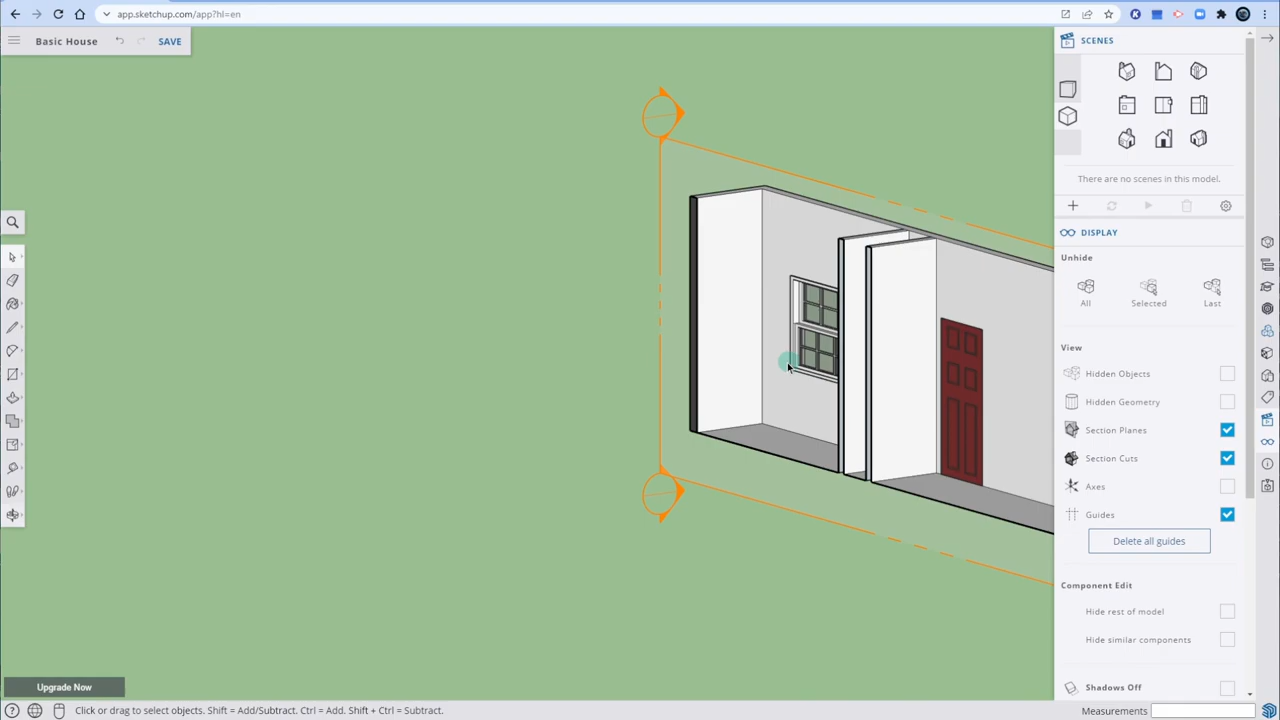 app.sketchup.com/app?hl=en
Basic House
SAVE
SCENES
There are no scenes in this model.
DISPLAY
Unhide
All
Selected
Last
View
Hidden Objects
Hidden Geometry
Section Planes
Section Cuts
Axes
Guides
Delete all guides
Component Edit
Hide rest of model
Hide similar components
Shadows Off
Upgrade Now
Click or drag to select objects. Shift = Add/Subtract. Ctrl = Add. Shift + Ctrl = Subtract.
Measurements